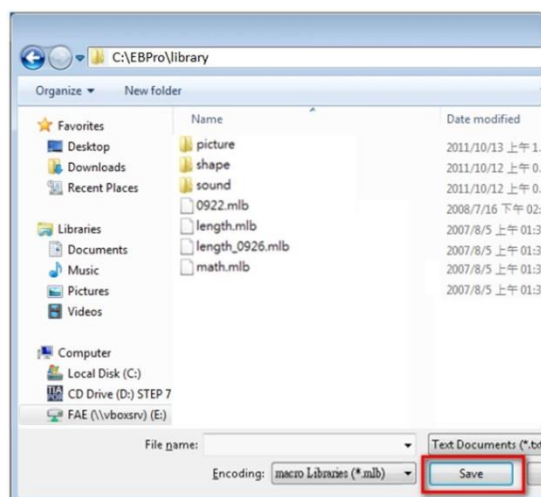 C:\EBPro\library
Organize New folder
Name Date modified
Favorites
Desktop
Downloads
Recent Places
Libraries
Documents
Music
Pictures
Videos
Computer
Local Disk (C:)
CD Drive (D:) STEP 7
FAE (\\vboxsrv) (E:)
picture 2011/10/13 上午 1
shape 2011/10/12 上午 0
sound 2011/10/12 上午 0
0922.mlb 2008/7/16 下午 02:
length.mlb 2007/8/5 上午 01:3
length_0926.mlb 2007/8/5 上午 01:3
math.mlb 2007/8/5 上午 01:3
2007/8/5 上午 01:3
File name: Text Documents (*.txt
Encoding: macro Libraries (*.mlb) Save